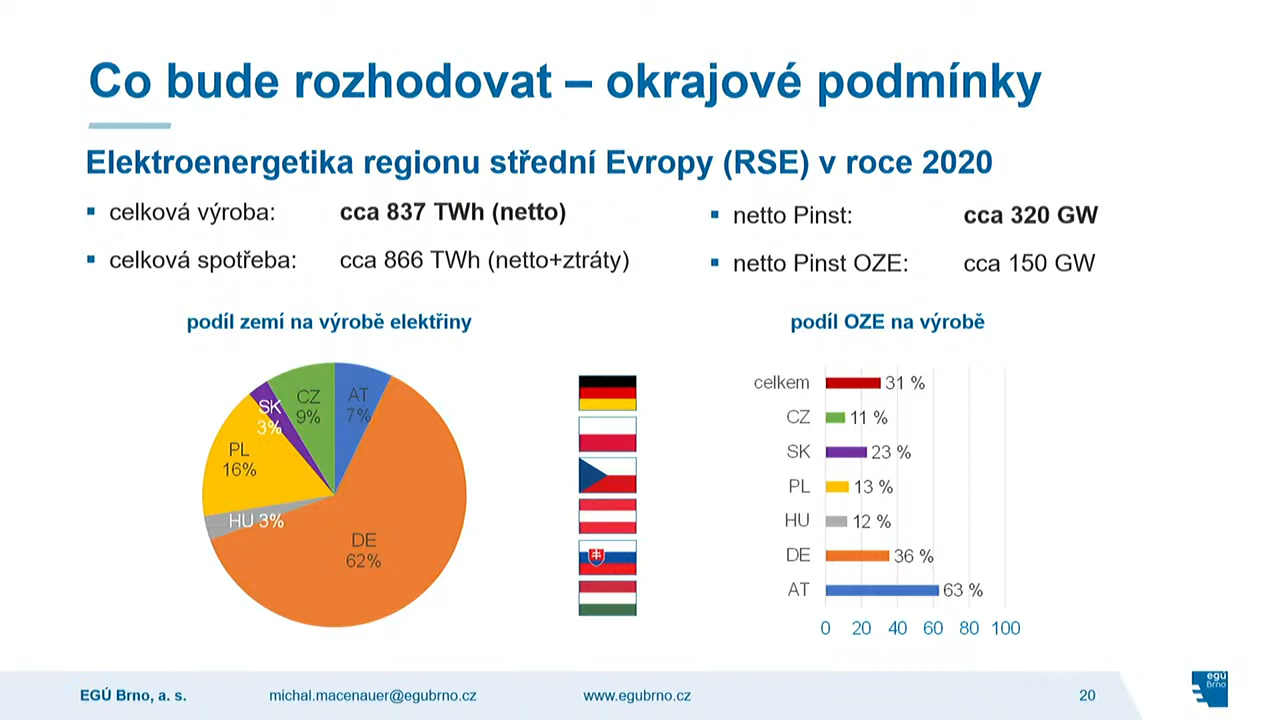 Co bude rozhodovat – okrajové podmínky
Elektroenergetika regionu střední Evropy (RSE) v roce 2020
▪ celková výroba: cca 837 TWh (netto)
▪ celková spotřeba: cca 866 TWh (netto+ztráty)
▪ netto Pinst: cca 320 GW
▪ netto Pinst OZE: cca 150 GW
podíl zemí na výrobě elektřiny
CZ
9%
AT
7%
SK
3%
PL
16%
HU 3%
DE
62%
podíl OZE na výrobě
celkem 31 %
CZ 11 %
SK 23 %
PL 13 %
HU 12 %
DE 36 %
AT 63 %
0 20 40 60 80 100
EGÚ Brno, a. s. michal.macenauer@egubrno.cz www.egubrno.cz 20
egú
Brno